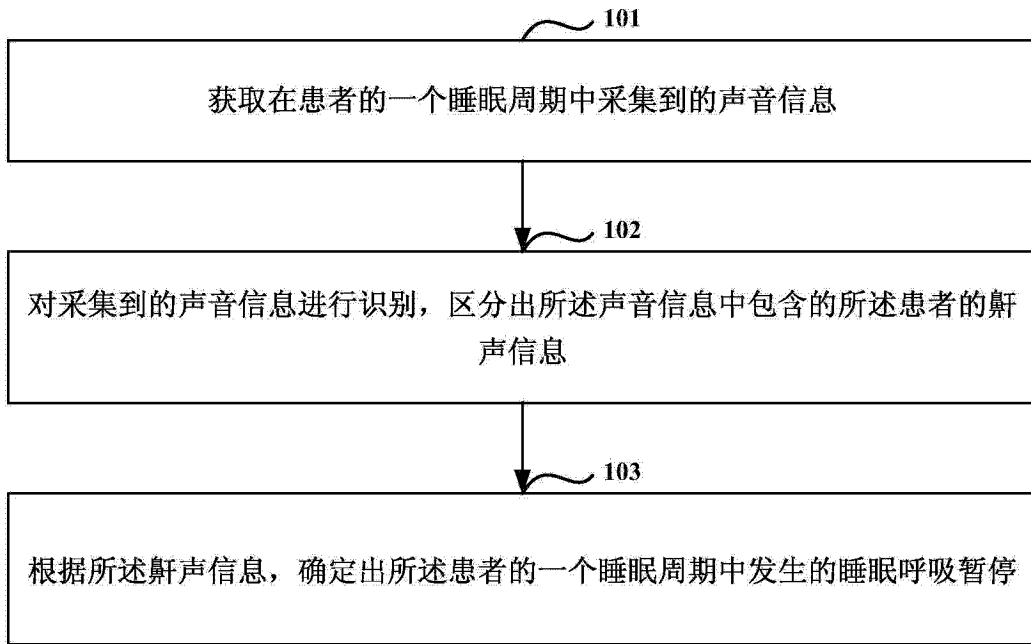 101
获取在患者的一个睡眠周期中采集到的声音信息
102
对采集到的声音信息进行识别，区分出所述声音信息中包含的所述患者的鼾
声信息
103
根据所述鼾声信息，确定出所述患者的一个睡眠周期中发生的睡眠呼吸暂停